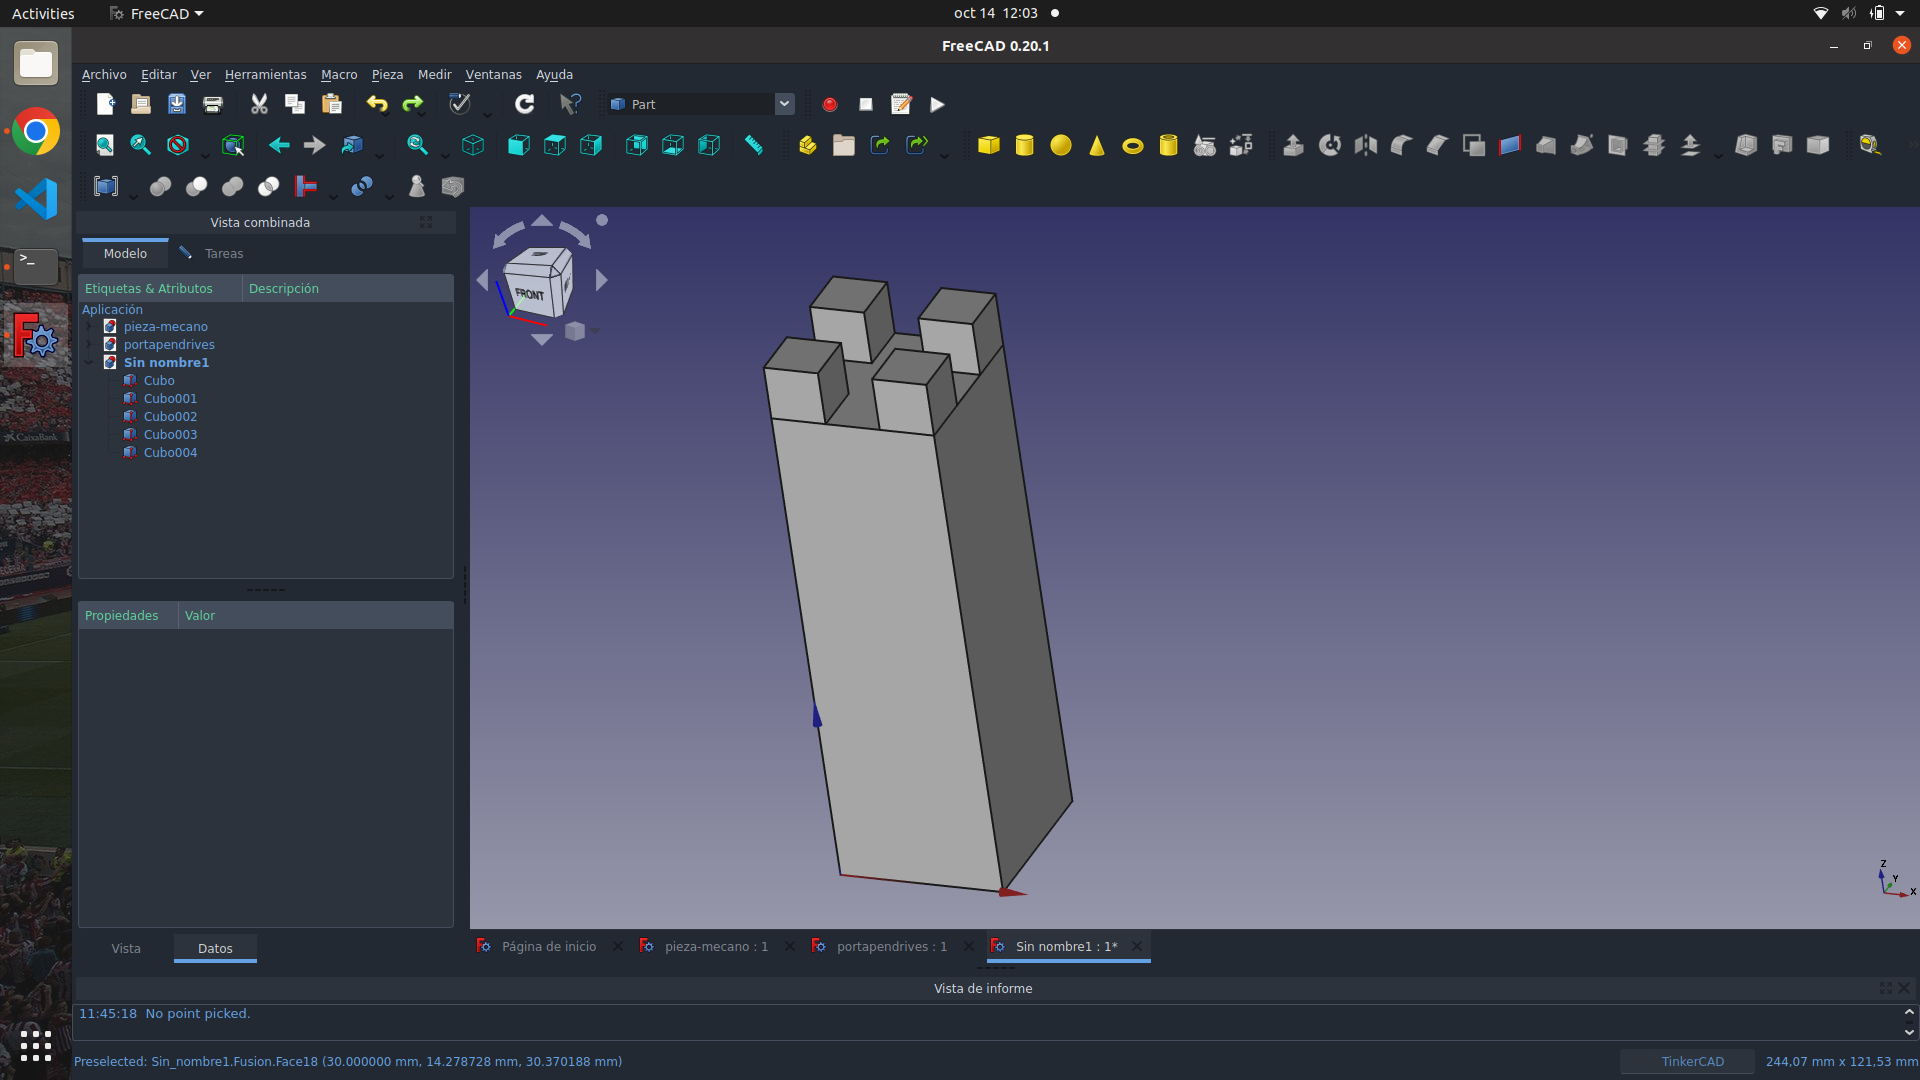 Activities
FreeCAD
oct 14 12:03
FreeCAD 0.20.1
Archivo Editar Ver Herramientas Macro Pieza Medir Ventanas Ayuda
Part
Vista combinada
Modelo Tareas
Etiquetas & Atributos Descripción
Aplicación
pieza-mecano
portapendrives
Sin nombre1
Cubo
Cubo001
Cubo002
Cubo003
Cubo004
Propiedades Valor
Vista Datos
FRONT
Z
Y
X
Página de inicio pieza-mecano : 1 portapendrives : 1 Sin nombre1 : 1*
Vista de informe
11:45:18 No point picked.
Preselected: Sin_nombre1.Fusion.Face18 (30.000000 mm, 14.278728 mm, 30.370188 mm)
TinkerCAD 244,07 mm x 121,53 mm
CaixaBank